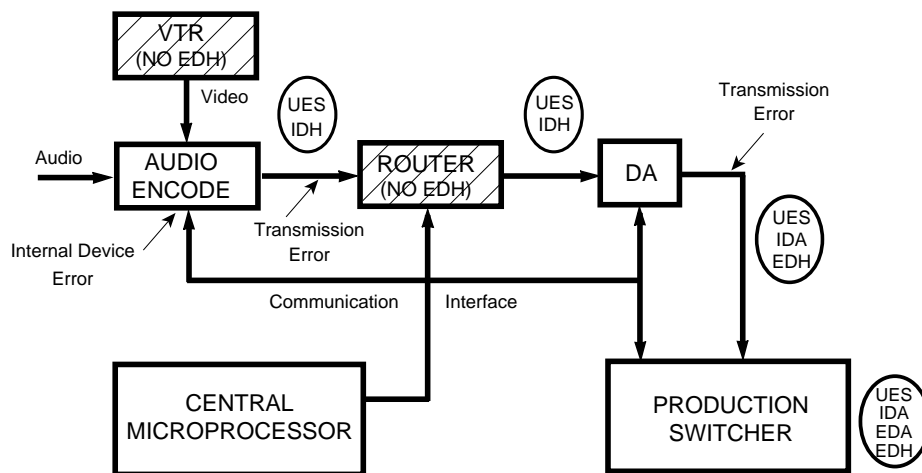 VTR
(NO EDH)
Video
UES
IDH
UES
IDH
Transmission
Error
Audio
AUDIO
ENCODE
ROUTER
(NO EDH)
DA
Internal Device
Error
Transmission
Error
UES
IDA
EDH
Communication
Interface
CENTRAL
MICROPROCESSOR
PRODUCTION
SWITCHER
UES
IDA
EDA
EDH